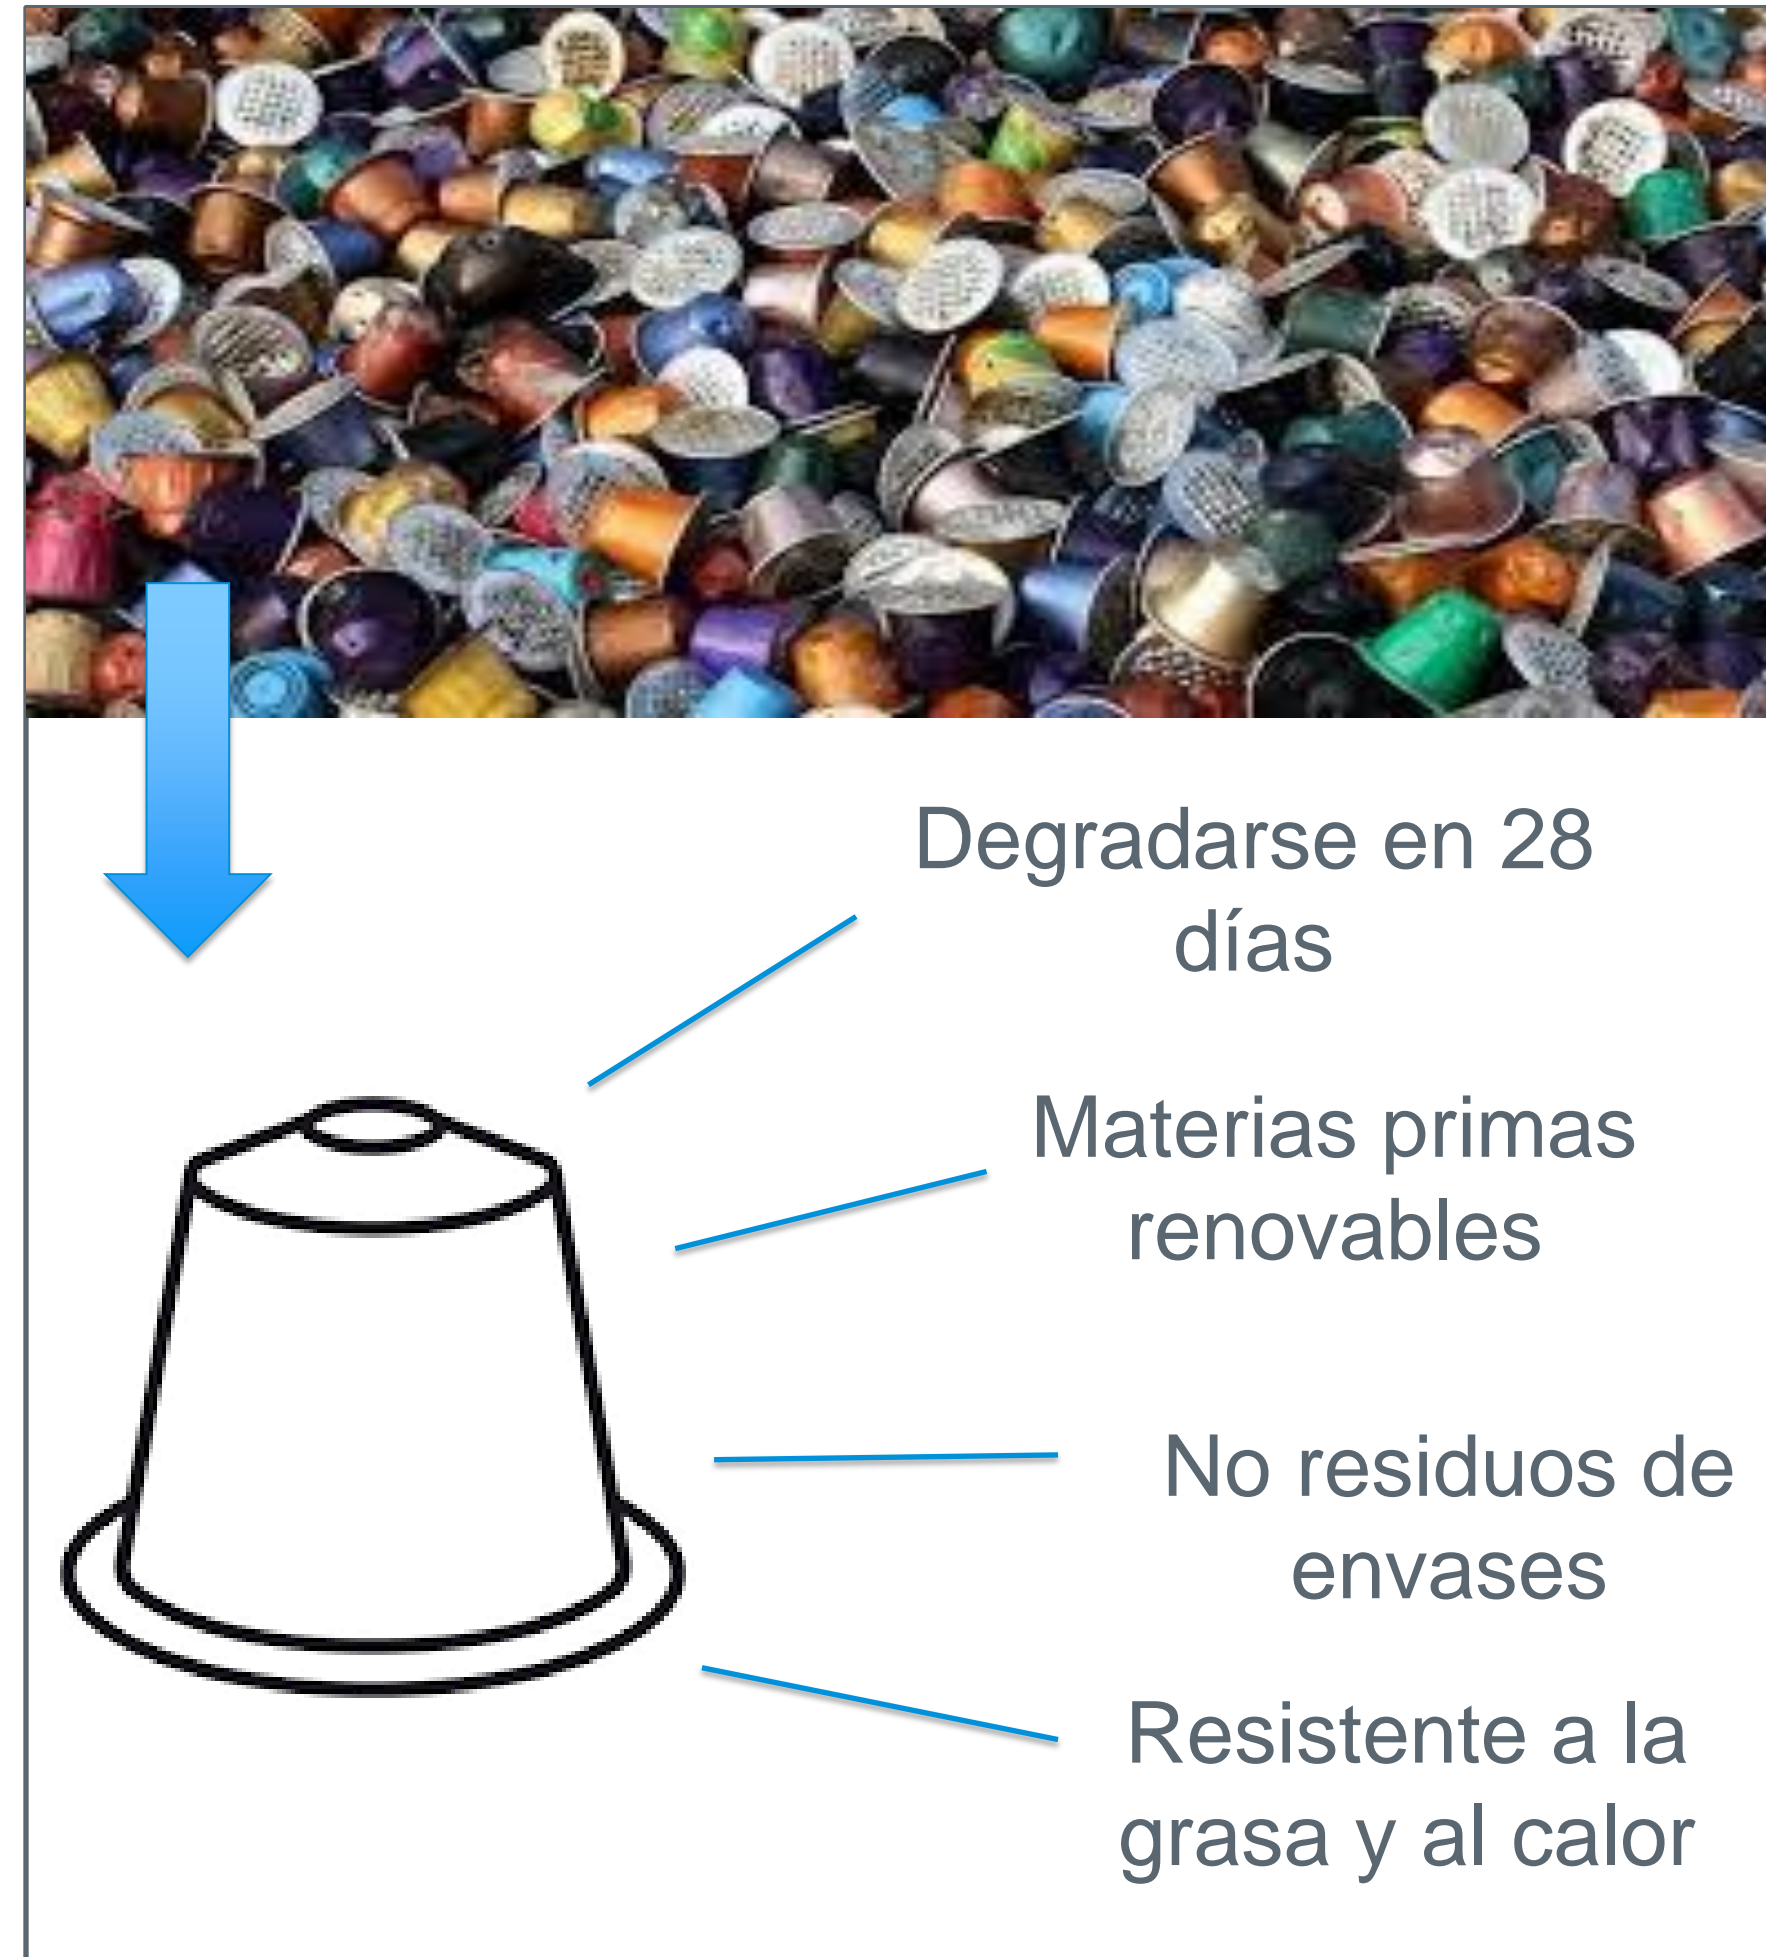 Degradarse en 28
días
Materias primas
renovables
No residuos de
envases
Resistente a la
grasa y al calor